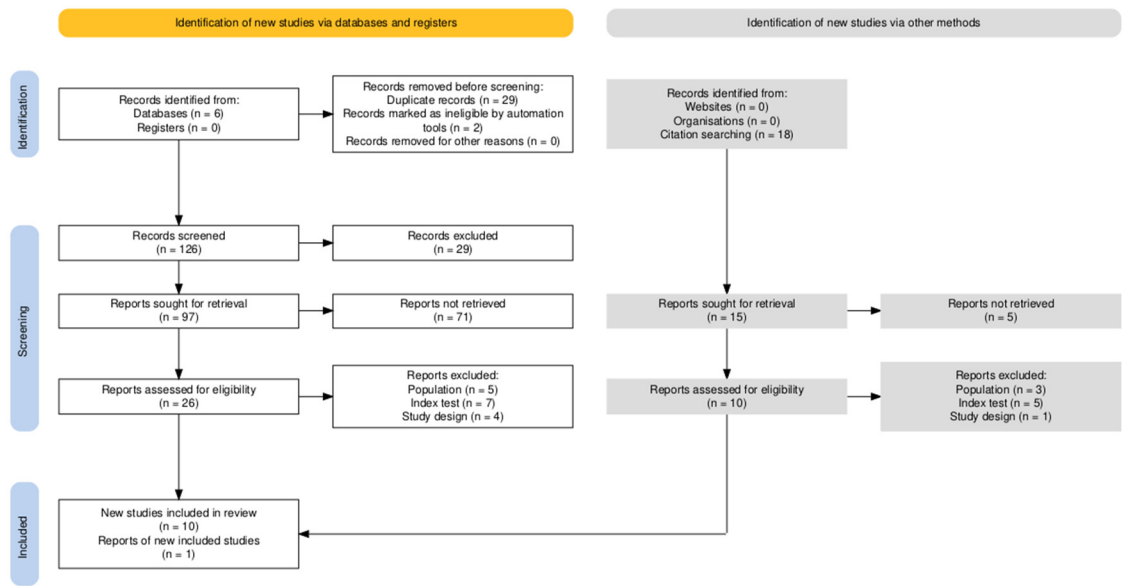 Identification of new studies via databases and registers
Identification of new studies via other methods
Identification
Records identified from:
Databases (n = 6)
Registers (n = 0)
Records removed before screening:
Duplicate records (n = 29)
Records marked as ineligible by automation
tools (n = 2)
Records removed for other reasons (n = 0)
Records identified from:
Websites (n = 0)
Organisations (n = 0)
Citation searching (n = 18)
Screening
Records screened
(n = 126)
Records excluded
(n = 29)
Reports sought for retrieval
(n = 97)
Reports not retrieved
(n = 71)
Reports sought for retrieval
(n = 15)
Reports not retrieved
(n = 5)
Reports assessed for eligibility
(n = 26)
Reports excluded:
Population (n = 5)
Index test (n = 7)
Study design (n = 4)
Reports assessed for eligibility
(n = 10)
Reports excluded:
Population (n = 3)
Index test (n = 5)
Study design (n = 1)
Included
New studies included in review
(n = 10)
Reports of new included studies
(n = 1)